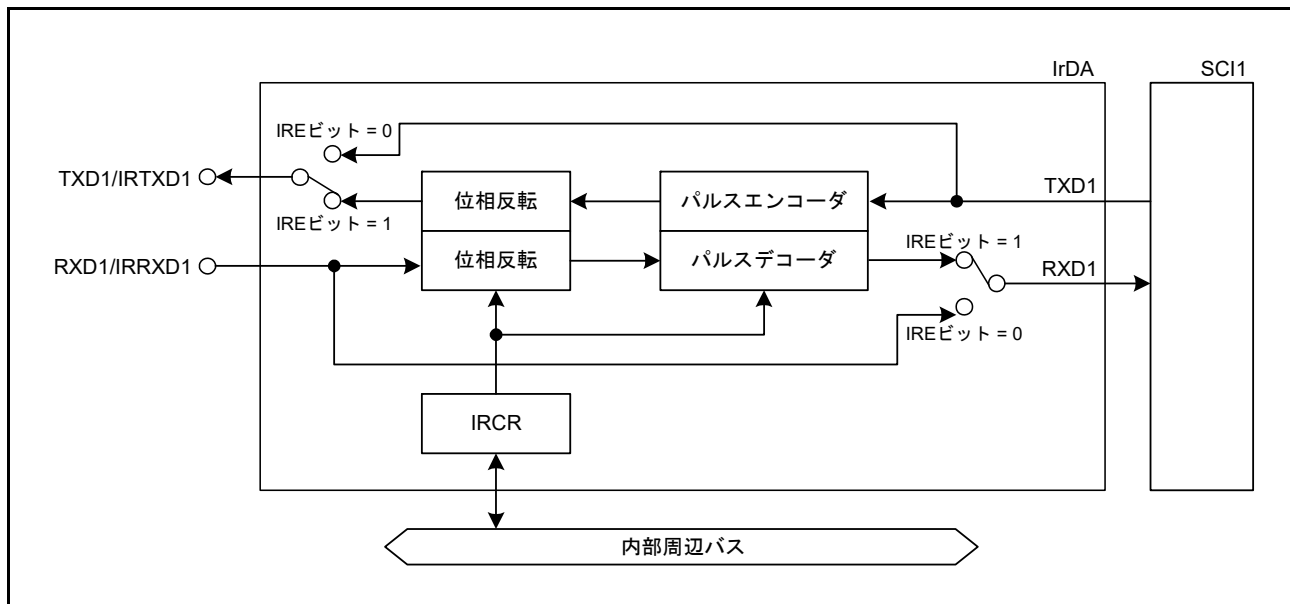 IrDA
SCI1
IREビット = 0
TXD1/IRTXD1
位相反転
パルスエンコーダ
TXD1
IREビット = 1
RXD1/IRRXD1
位相反転
パルスデコーダ
IREビット = 1
RXD1
IREビット = 0
IRCR
内部周辺バス